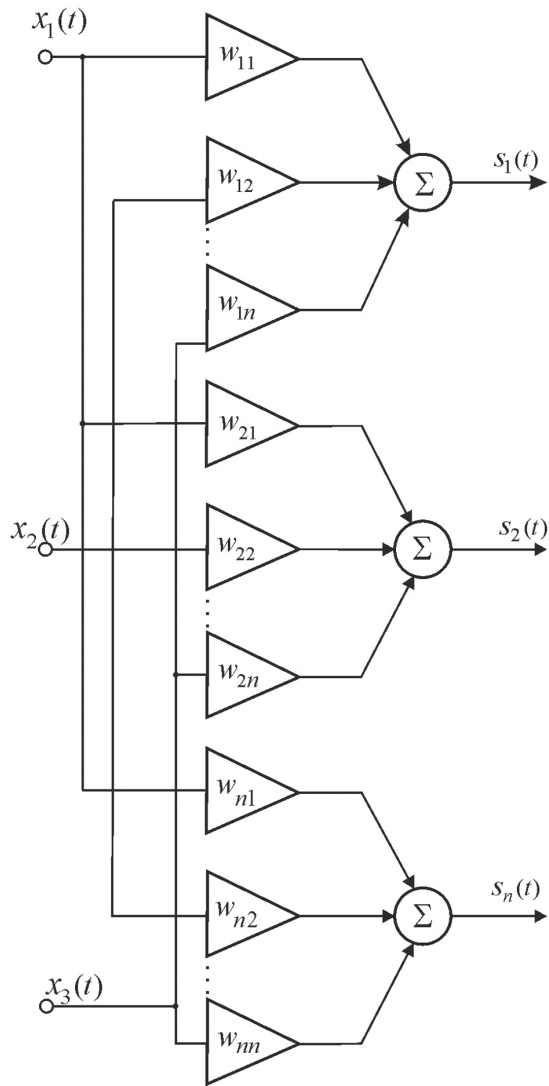 x₁(t)
w₁₁
w₁₂
Σ
s₁(t)
w₁ₙ
w₂₁
x₂(t)
w₂₂
Σ
s₂(t)
w₂ₙ
wₙ₁
wₙ₂
Σ
sₙ(t)
x₃(t)
wₙₙ